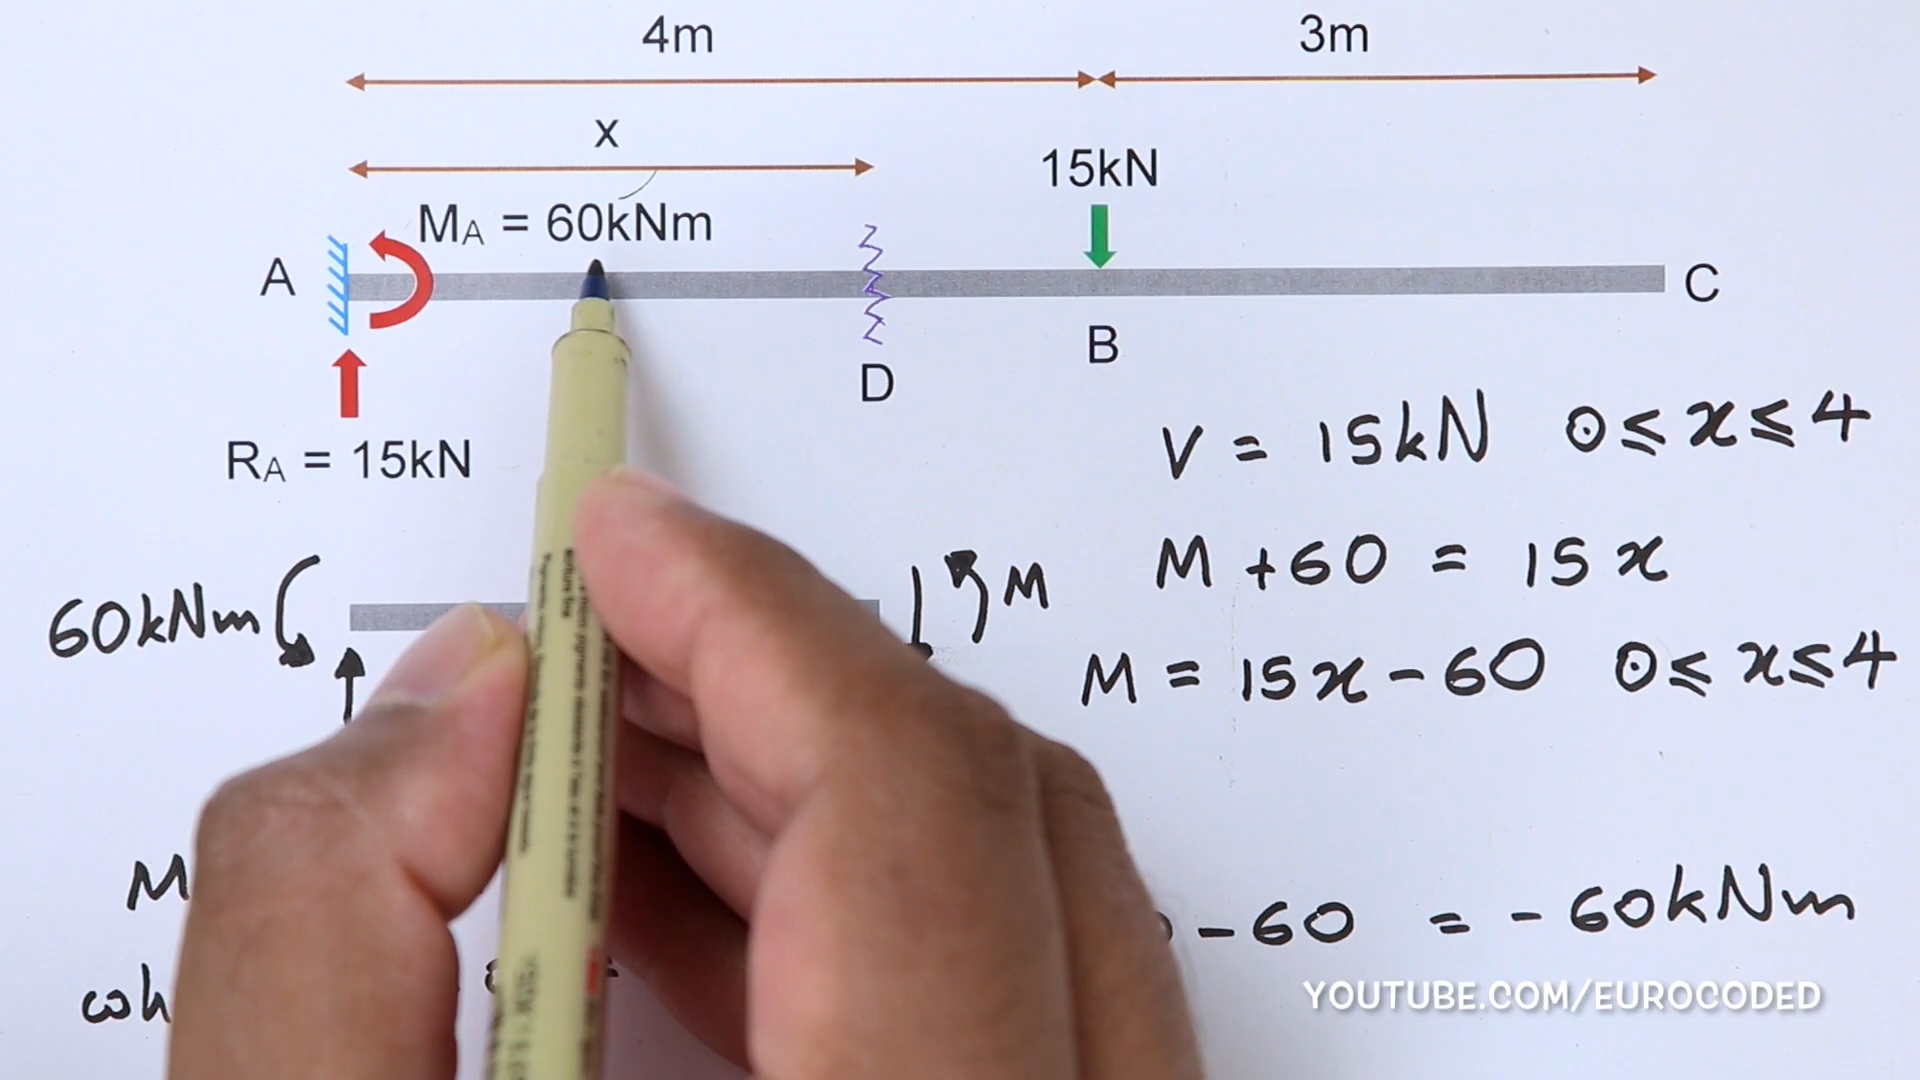 4m 3m
x
15kN
MA = 60kNm
A
C
B
D
RA = 15kN
V = 15kN 0 ≤ x ≤ 4
M + 60 = 15x
60kNm
M
M = 15x - 60 0 ≤ x ≤ 4
M
- 60 = - 60kNm
wh
YOUTUBE.COM/EUROCODED